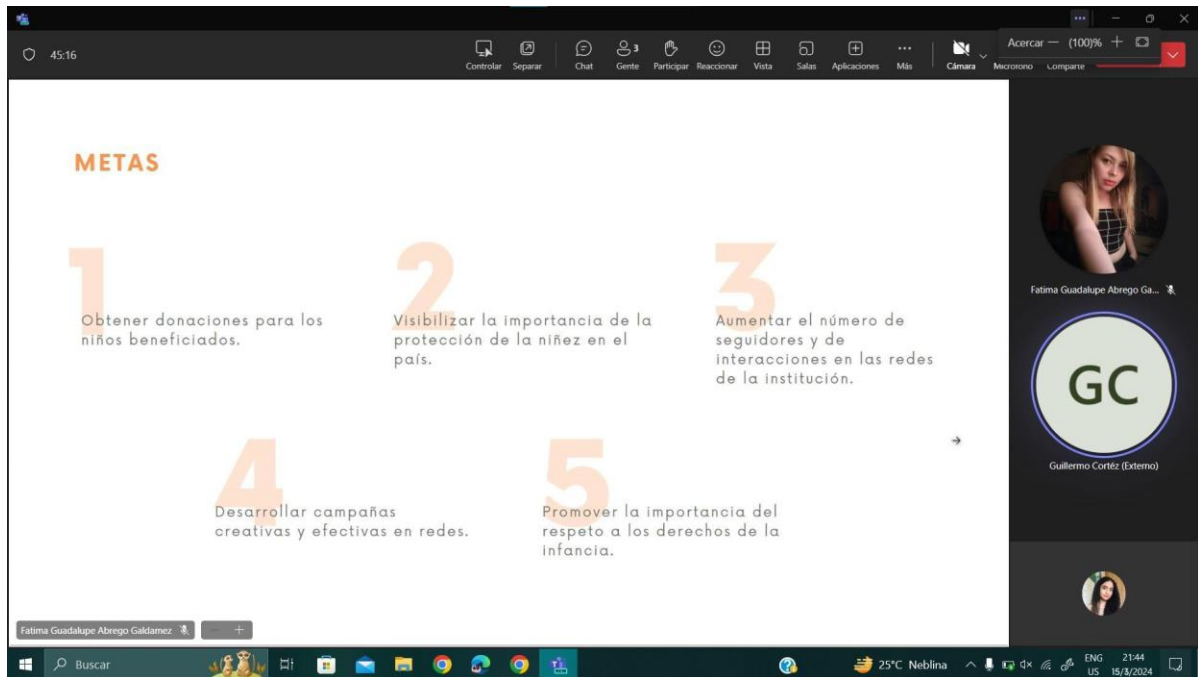 45:16
Controlar
Separar
Chat
3
Gente
Participar
Reaccionar
Vista
Salas
Aplicaciones
Más
Cámara
Micrófono
Comparte
Acercar — (100)% +
METAS
1
Obtener donaciones para los
niños beneficiados.
2
Visibilizar la importancia de la
protección de la niñez en el
país.
3
Aumentar el número de
seguidores y de
interacciones en las redes
de la institución.
4
Desarrollar campañas
creativas y efectivas en redes.
5
Promover la importancia del
respeto a los derechos de la
infancia.
Fatima Guadalupe Abrego Ga...
GC
Guillermo Cortéz (Externo)
Fatima Guadalupe Abrego Galdamez
Buscar
25°C Neblina
ENG
US
21:44
15/3/2024